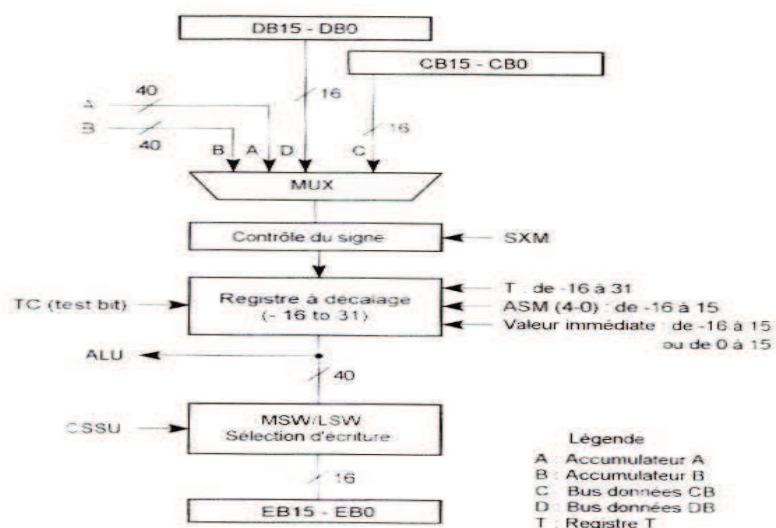 DB15 - DB0
CB15 - CB0
40
A
16
16
B
40
B A D C
MUX
Contrôle du signe
SXM
T : de -16 à 31
TC (test bit)
Registre à décalage
(- 16 to 31)
ASM (4-0) : de -16 à 15
Valeur immédiate : de -16 à 15
ou de 0 à 15
ALU
40
CSSU
MSW/LSW
Sélection d'écriture
16
EB15 - EB0
Légende
A : Accumulateur A
B : Accumulateur B
C : Bus données CB
D : Bus données DB
T : Registre T